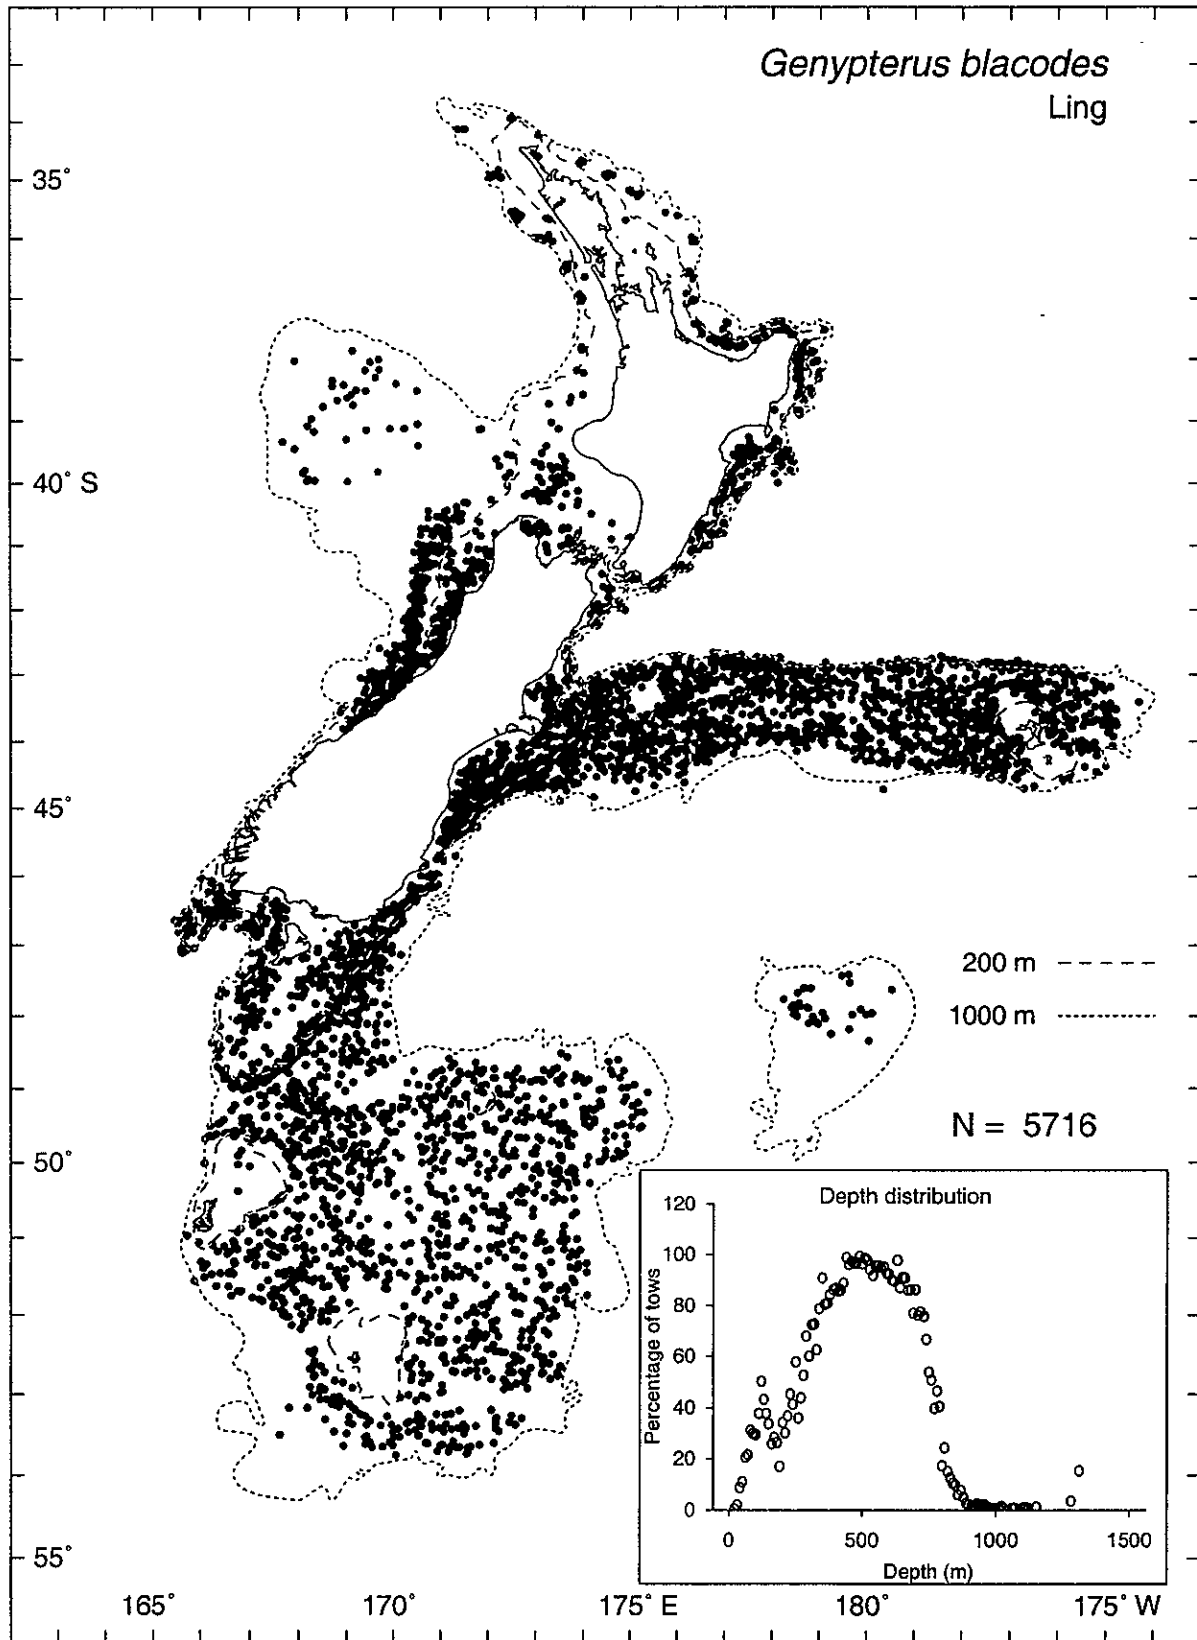 Genypterus blacodes
Ling
35°
40° S
45°
200 m
1000 m
N = 5716
50°
Depth distribution
120
100
80
60
40
20
0
Percentage of tows
0 500 1000 1500
Depth (m)
55°
165° 170° 175° E 180° 175° W